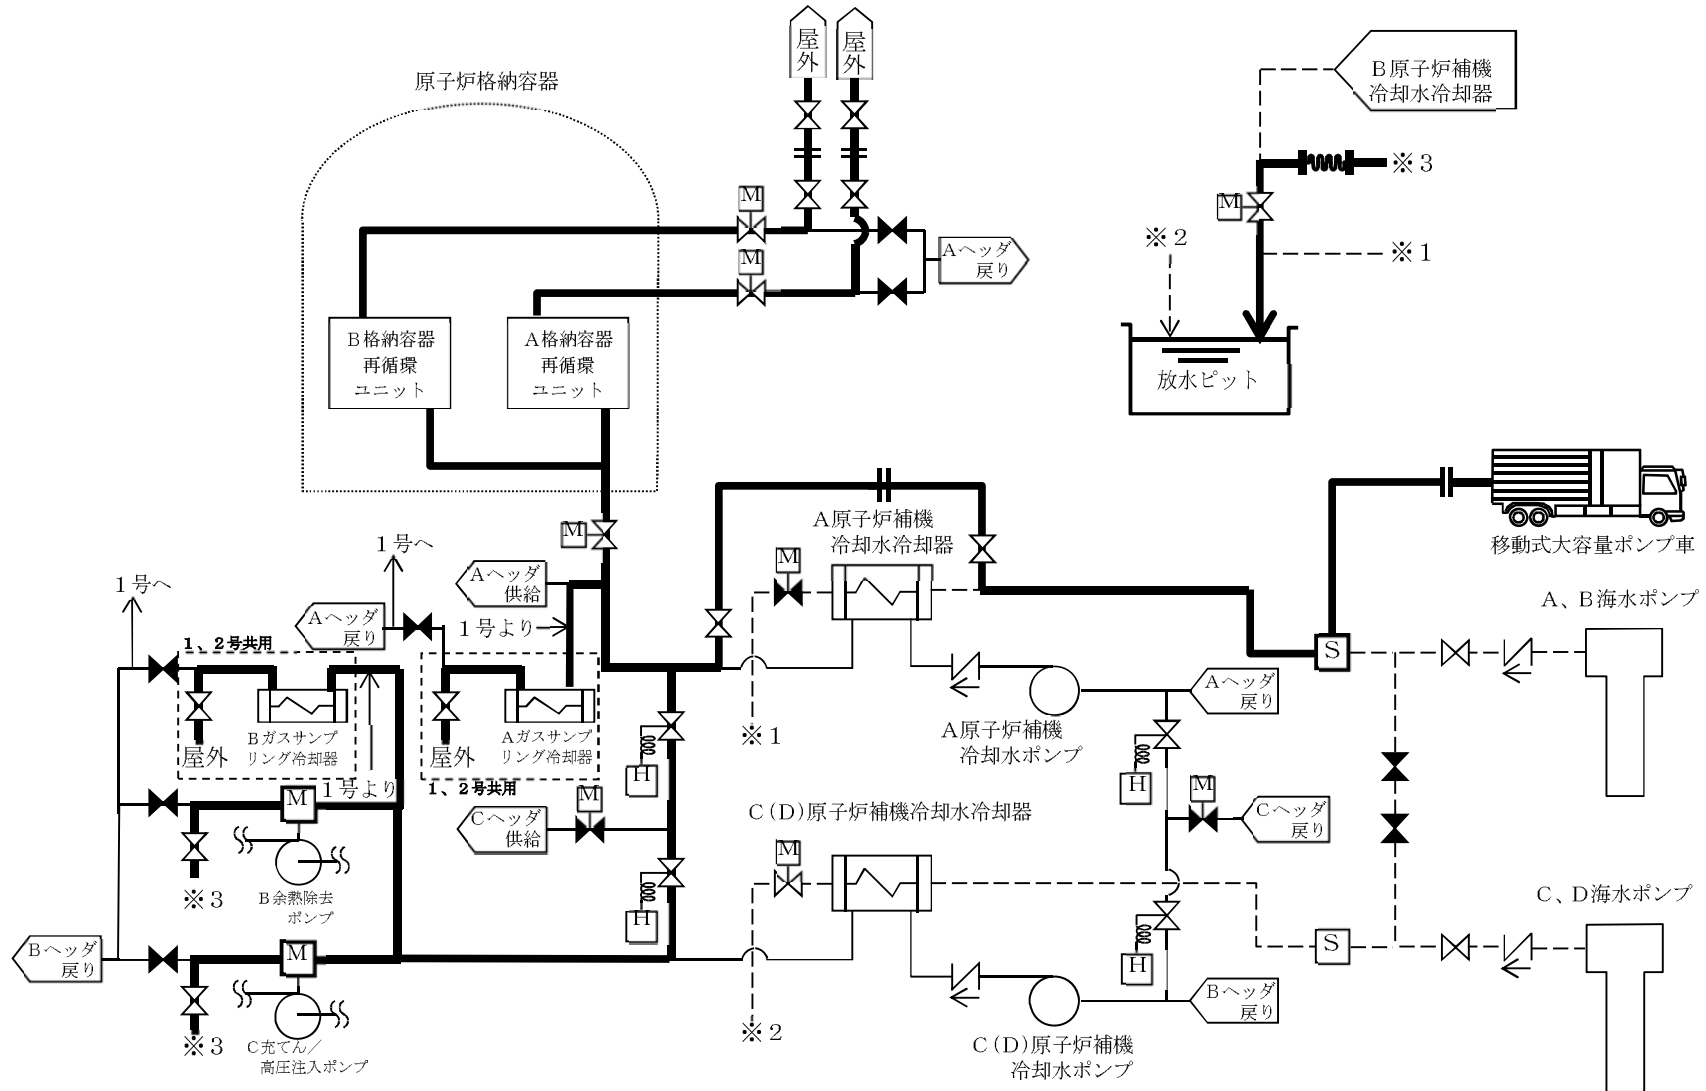 屋
外
屋
外
原子炉格納容器
B原子炉補機
冷却水冷却器
※3
M
M
※2
※1
M
Aヘッダ
戻り
B格納容器
再循環
ユニット
A格納容器
再循環
ユニット
放水ピット
M
A原子炉補機
冷却水冷却器
移動式大容量ポンプ車
1号へ
1号へ
Aヘッダ
供給
M
A、B海水ポンプ
Aヘッダ
戻り
1号より
1、2号共用
S
Aヘッダ
戻り
屋外
Bガスサンプ
リング冷却器
屋外
Aガスサンプ
リング冷却器
※1
A原子炉補機
冷却水ポンプ
H
H
M
1号より
1、2号共用
M
M
Cヘッダ
供給
C(D)原子炉補機冷却水冷却器
Cヘッダ
戻り
M
※3
B余熱除去
ポンプ
H
C、D海水ポンプ
Bヘッダ
戻り
M
S
H
Bヘッダ
戻り
※3
C充てん/
高圧注入ポンプ
※2
C(D)原子炉補機
冷却水ポンプ